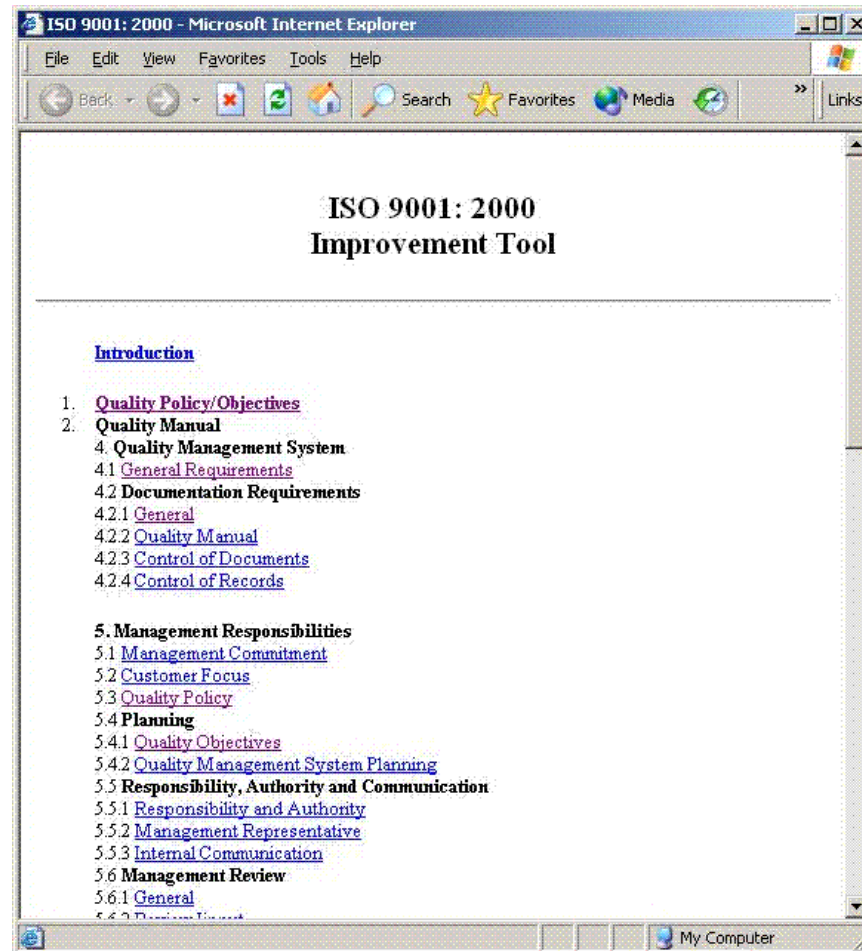 ISO 9001: 2000 - Microsoft Internet Explorer
File Edit View Favorites Tools Help
Back Search Favorites Media » Links
ISO 9001: 2000
Improvement Tool
Introduction
1. Quality Policy/Objectives
2. Quality Manual
4. Quality Management System
4.1 General Requirements
4.2 Documentation Requirements
4.2.1 General
4.2.2 Quality Manual
4.2.3 Control of Documents
4.2.4 Control of Records
5. Management Responsibilities
5.1 Management Commitment
5.2 Customer Focus
5.3 Quality Policy
5.4 Planning
5.4.1 Quality Objectives
5.4.2 Quality Management System Planning
5.5 Responsibility, Authority and Communication
5.5.1 Responsibility and Authority
5.5.2 Management Representative
5.5.3 Internal Communication
5.6 Management Review
5.6.1 General
My Computer